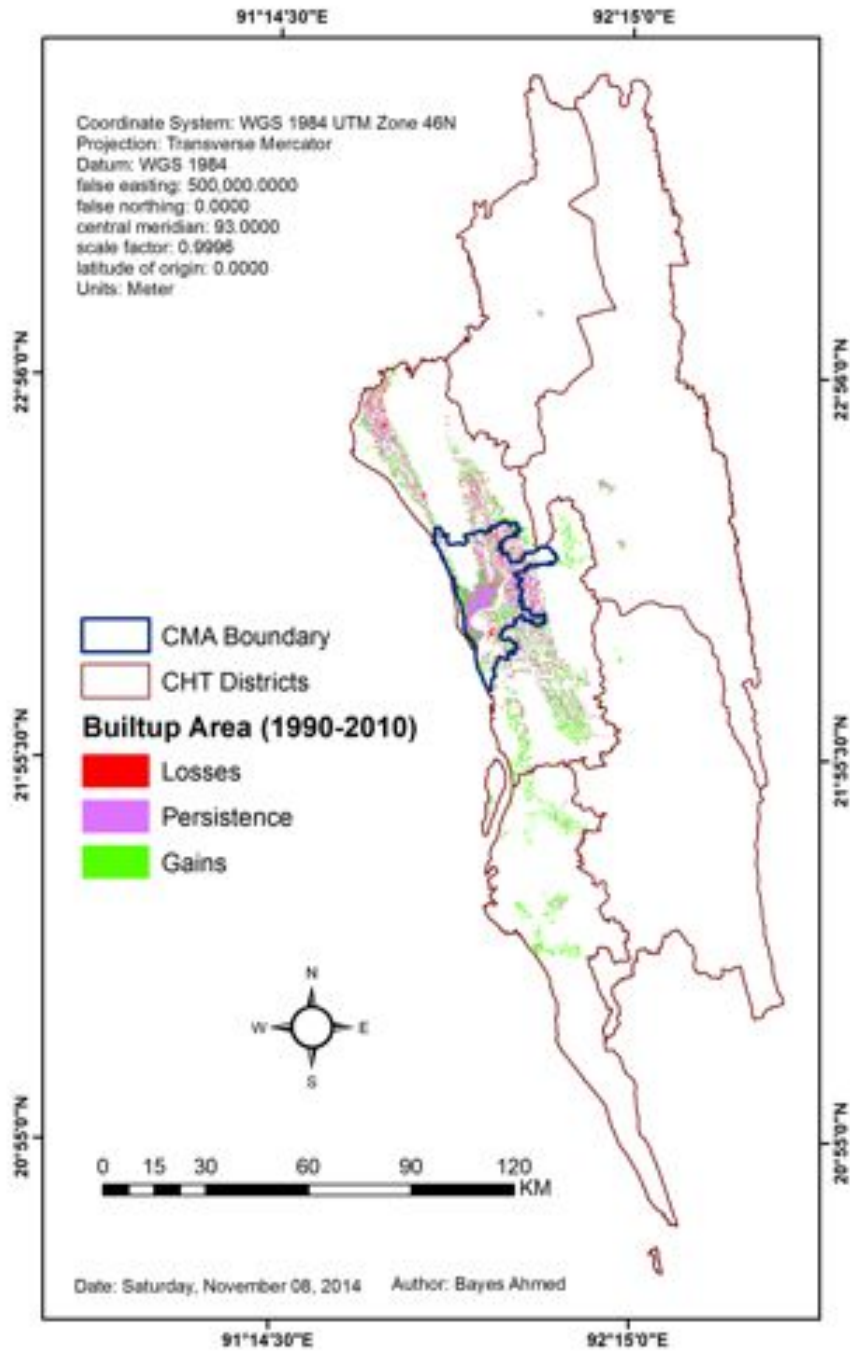 91°14'30"E 92°15'0"E
Coordinate System: WGS 1984 UTM Zone 46N
Projection: Transverse Mercator
Datum: WGS 1984
false easting: 500,000.0000
false northing: 0.0000
central meridian: 93.0000
scale factor: 0.9996
latitude of origin: 0.0000
Units: Meter
22°56'0"N 22°56'0"N
CMA Boundary
CHT Districts
Builtup Area (1990-2010)
21°55'30"N 21°55'30"N
Losses
Persistence
Gains
N
W E
S
20°55'0"N 20°55'0"N
0 15 30 60 90 120
KM
Date: Saturday, November 08, 2014 Author: Bayes Ahmed
91°14'30"E 92°15'0"E